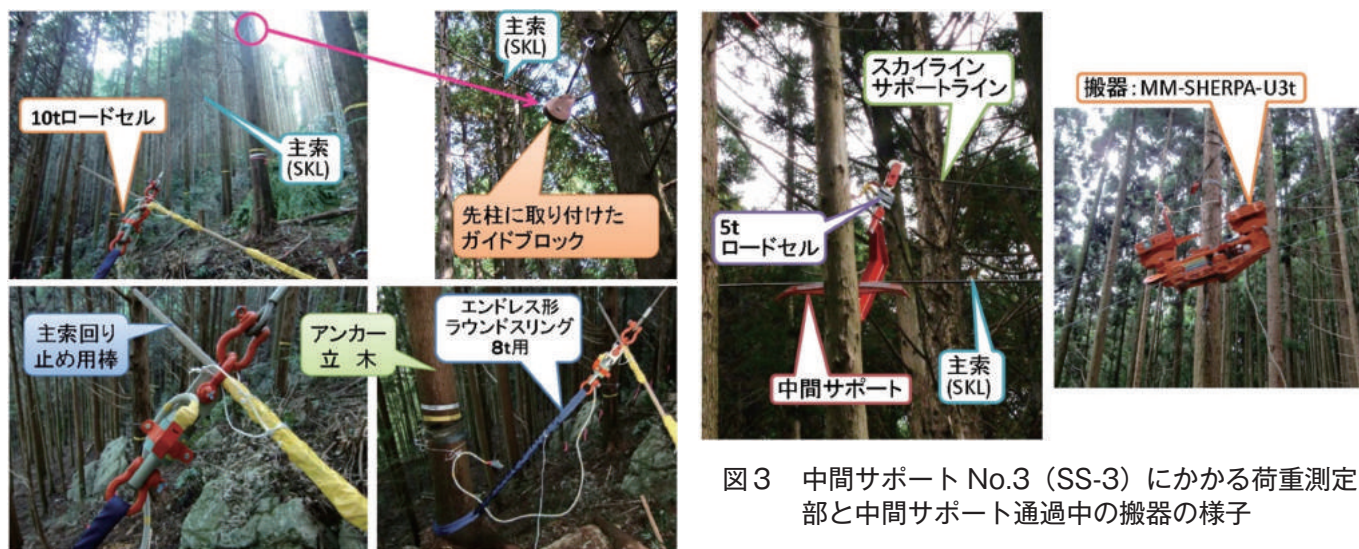 10tロードセル
主索
(SKL)
主索
(SKL)
先柱に取り付けた
ガイドブロック
主索回り
止め用棒
アンカー
立 木
エンドレス形
ラウンドスリング
8t用
スカイライン
サポートライン
5t
ロードセル
中間サポート
主索
(SKL)
搬器:MM-SHERPA-U3t
図3 中間サポート No.3(SS-3)にかかる荷重測定
部と中間サポート通過中の搬器の様子